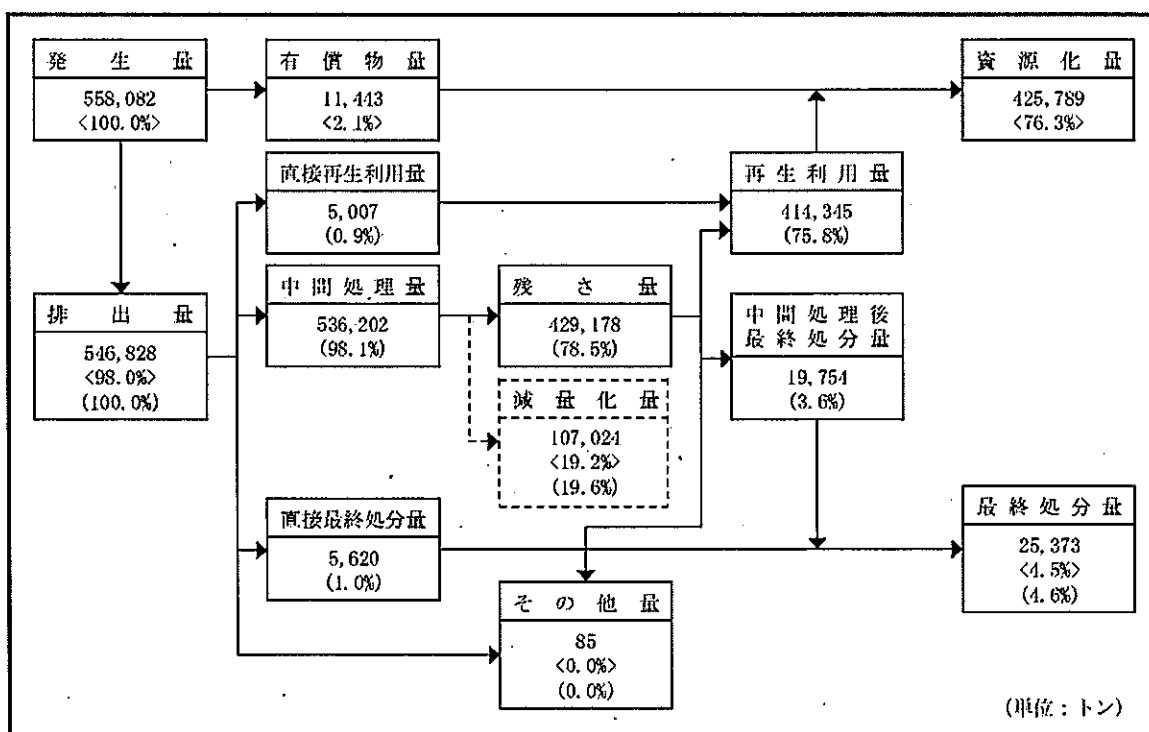 発生量
558,082
<100.0%>
有償物量
11,443
<2.1%>
資源化量
425,789
<76.3%>
直接再生利用量
5,007
(0.9%)
再生利用量
414,345
(75.8%)
排出量
546,828
<98.0%>
(100.0%)
中間処理量
536,202
(98.1%)
残さ量
429,178
(78.5%)
中間処理後
最終処分量
19,754
(3.6%)
減量化量
107,024
<19.2%>
(19.6%)
直接最終処分量
5,620
(1.0%)
最終処分量
25,373
<4.5%>
(4.6%)
その他量
85
<0.0%>
(0.0%)
(単位：トン)